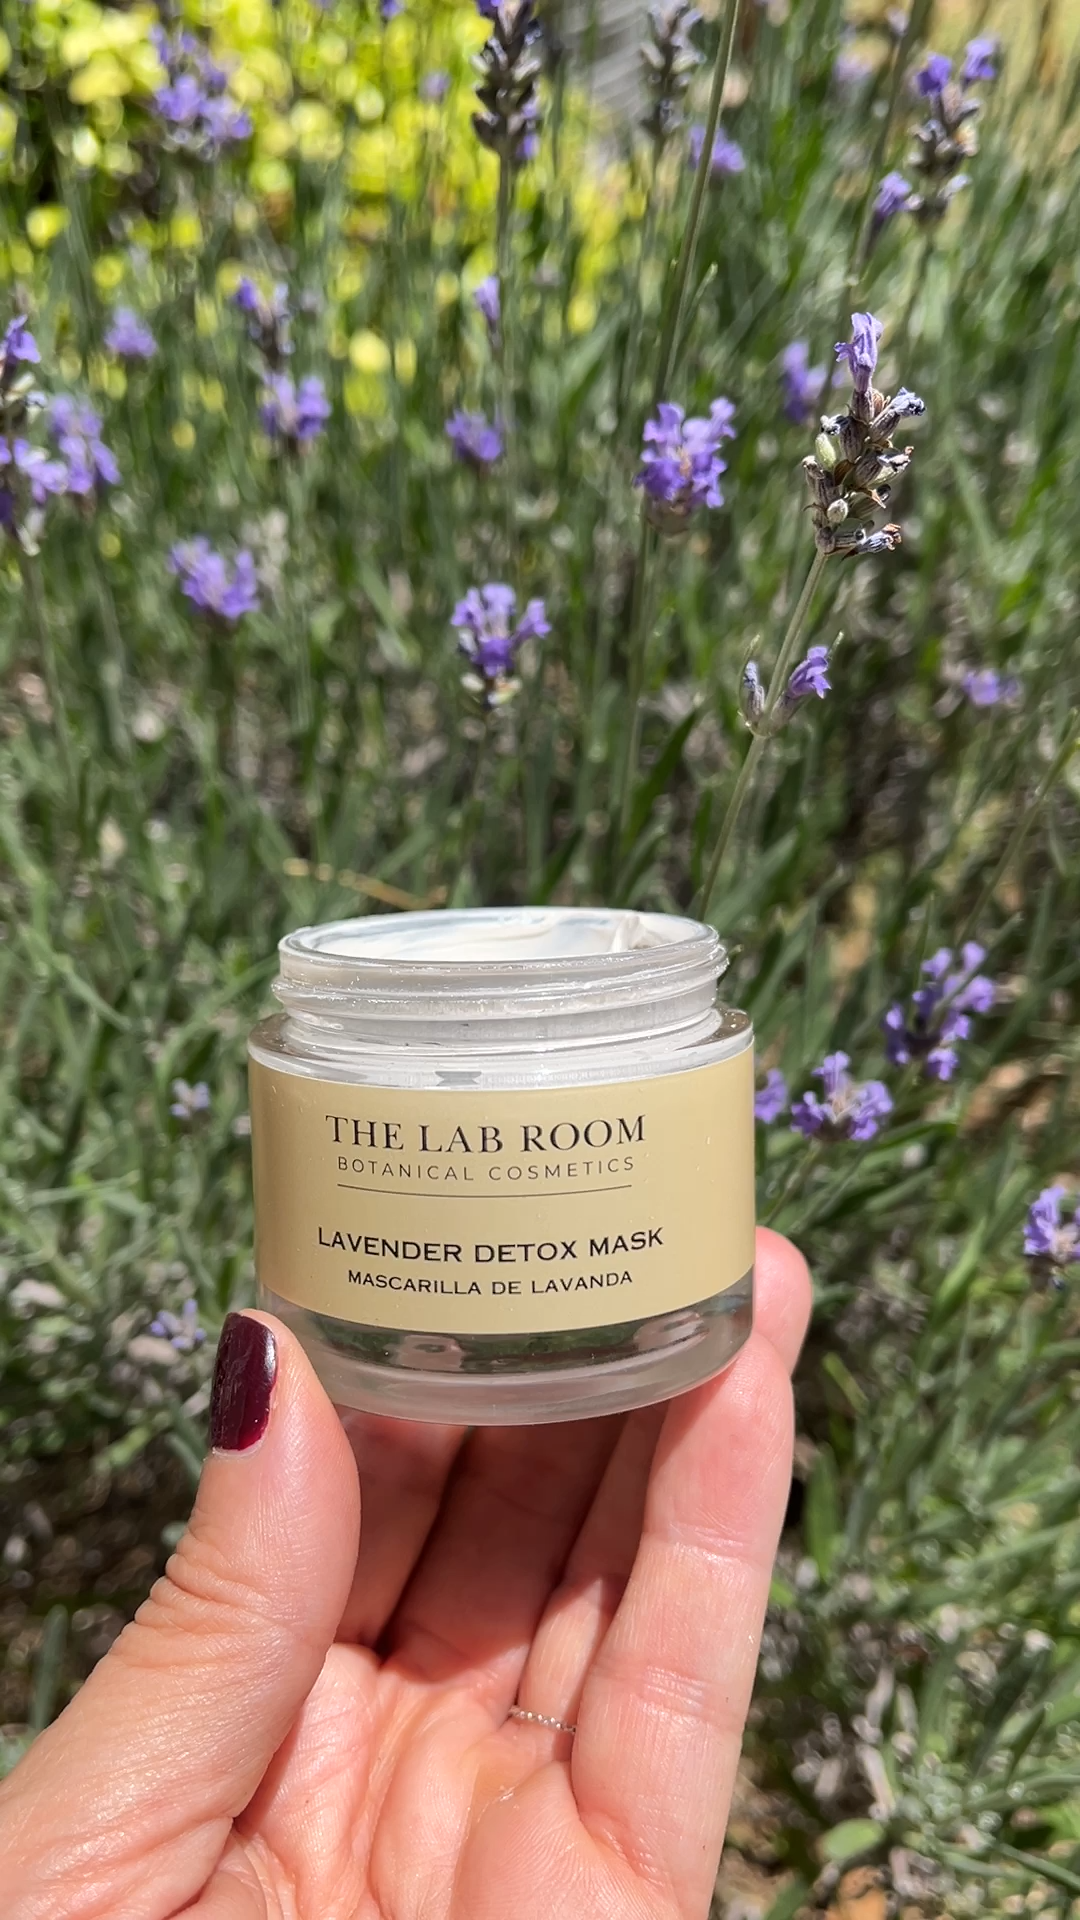 THE LAB ROOM
BOTANICAL COSMETICS
LAVENDER DETOX MASK
MASCARILLA DE LAVANDA